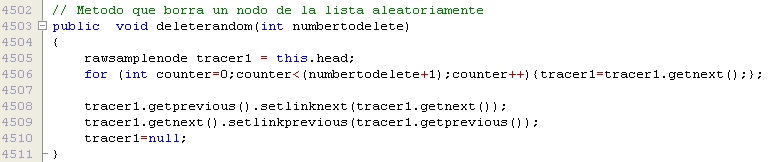 4502 // Metodo que borra un nodo de la lista aleatoriamente
4503 public  void deleterandom(int numbertodelete)
4504 {
4505     rawsamplenode tracer1 = this.head;
4506     for (int counter=0;counter<(numbertodelete+1);counter++){tracer1=tracer1.getnext();};
4507
4508     tracer1.getprevious().setlinknext(tracer1.getnext());
4509     tracer1.getnext().setlinkprevious(tracer1.getprevious());
4510     tracer1=null;
4511 }